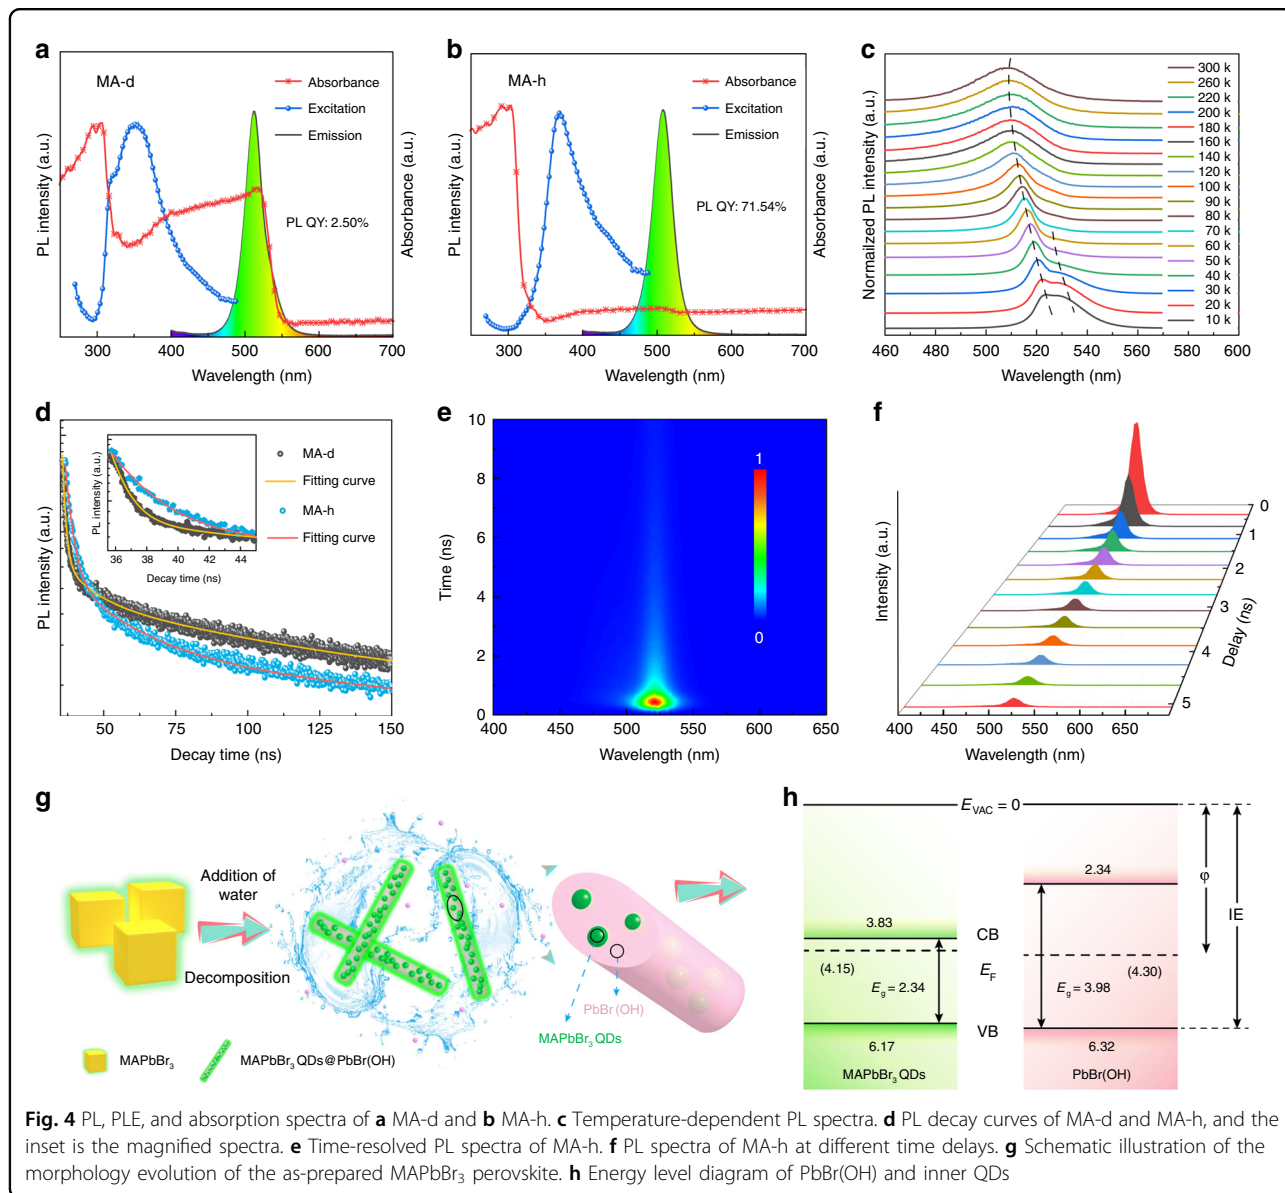 a
MA-d
Absorbance
Excitation
Emission
PL QY: 2.50%
PL intensity (a.u.)
Absorbance (a.u.)
300 400 500 600 700
Wavelength (nm)
b
MA-h
Absorbance
Excitation
Emission
PL QY: 71.54%
PL intensity (a.u.)
Absorbance (a.u.)
300 400 500 600 700
Wavelength (nm)
c
Normalized PL intensity (a.u.)
300 k
260 k
220 k
200 k
180 k
160 k
140 k
120 k
100 k
90 k
80 k
70 k
60 k
50 k
40 k
30 k
20 k
10 k
460 480 500 520 540 560 580 600
Wavelength (nm)
d
PL intensity (a.u.)
PL intensity (a.u.)
36 38 40 42 44
Decay time (ns)
MA-d
Fitting curve
MA-h
Fitting curve
50 75 100 125 150
Decay time (ns)
e
Time (ns)
10
8
6
4
2
0
1
0
400 450 500 550 600 650
Wavelength (nm)
f
Intensity (a.u.)
0
1
2
3
4
5
Delay (ns)
400 450 500 550 600 650
Wavelength (nm)
g
Addition of
water
Decomposition
PbBr(OH)
MAPbBr₃ QDs
MAPbBr₃
MAPbBr₃ QDs@PbBr(OH)
h
E_VAC = 0
2.34
3.83
CB
(4.15)
E_F
(4.30)
E_g = 2.34
E_g = 3.98
φ
IE
VB
6.17
6.32
MAPbBr₃ QDs
PbBr(OH)
Fig. 4 PL, PLE, and absorption spectra of a MA-d and b MA-h. c Temperature-dependent PL spectra. d PL decay curves of MA-d and MA-h, and the
inset is the magnified spectra. e Time-resolved PL spectra of MA-h. f PL spectra of MA-h at different time delays. g Schematic illustration of the
morphology evolution of the as-prepared MAPbBr₃ perovskite. h Energy level diagram of PbBr(OH) and inner QDs